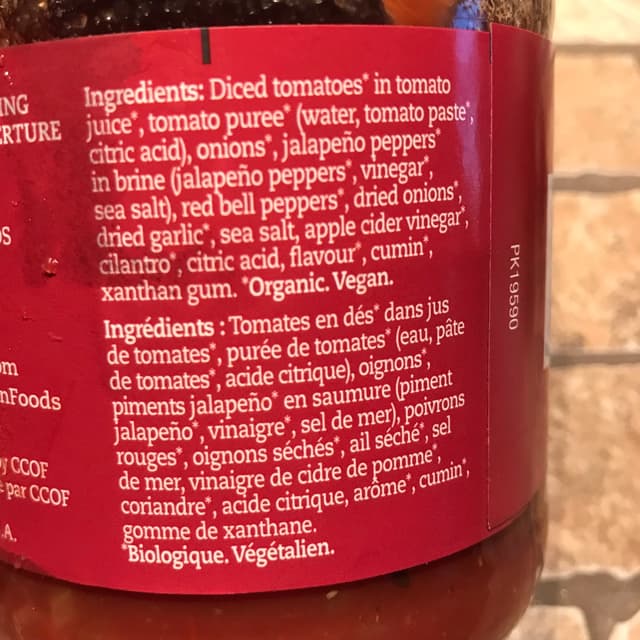 ING
ERTURE
OS
om
nFoods
by CCOF
é par CCOF
.A.
Ingredients: Diced tomatoes* in tomato
juice*, tomato puree* (water, tomato paste*,
citric acid), onions*, jalapeño peppers*
in brine (jalapeño peppers*, vinegar*,
sea salt), red bell peppers*, dried onions*,
dried garlic*, sea salt, apple cider vinegar*,
cilantro*, citric acid, flavour*, cumin*,
xanthan gum. *Organic. Vegan.
Ingrédients : Tomates en dés* dans jus
de tomates*, purée de tomates* (eau, pâte
de tomates*, acide citrique), oignons*,
piments jalapeño* en saumure (piment
jalapeño*, vinaigre*, sel de mer), poivrons
rouges*, oignons séchés*, ail séché*, sel
de mer, vinaigre de cidre de pomme*,
coriandre*, acide citrique, arôme*, cumin*,
gomme de xanthane.
*Biologique. Végétalien.
PK19590